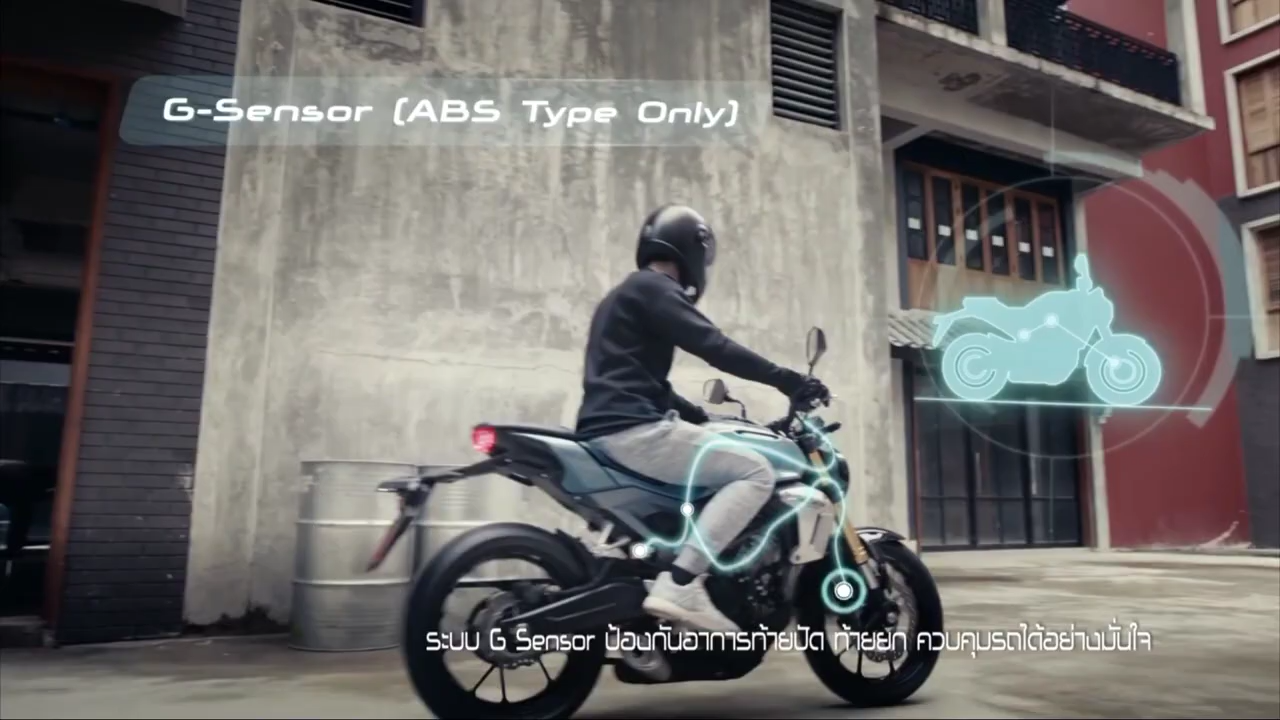 G-Sensor (ABS Type Only)
ระบบ G Sensor ป้องกันอาการท้ายปัด ท้ายยก ควบคุมรถได้อย่างมั่นใจ